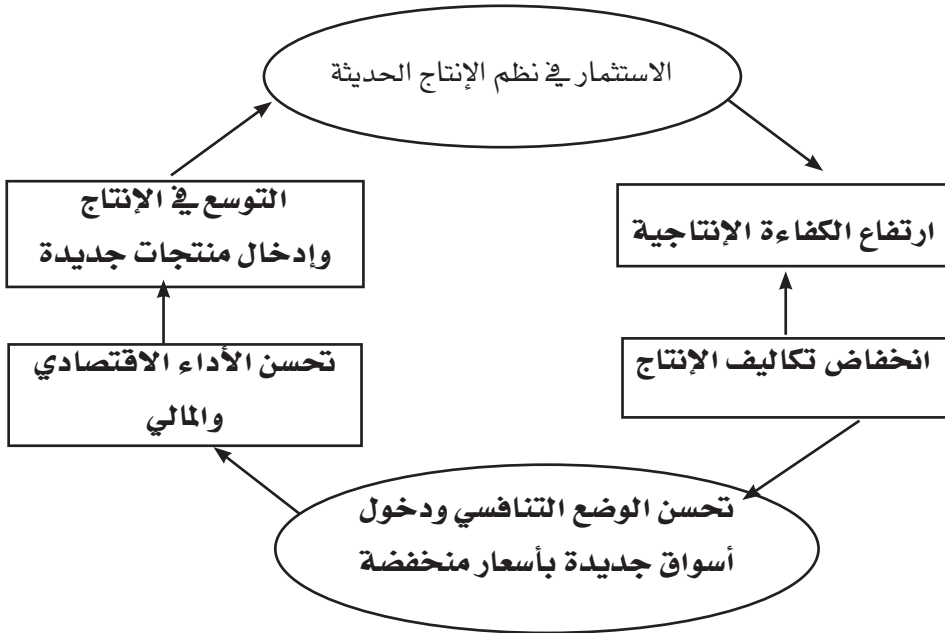 الاستثمار في نظم الإنتاج الحديثة
التوسع في الإنتاج
وإدخال منتجات جديدة
ارتفاع الكفاءة الإنتاجية
تحسن الأداء الاقتصادي
والمالي
انخفاض تكاليف الإنتاج
تحسن الوضع التنافسي ودخول
أسواق جديدة بأسعار منخفضة